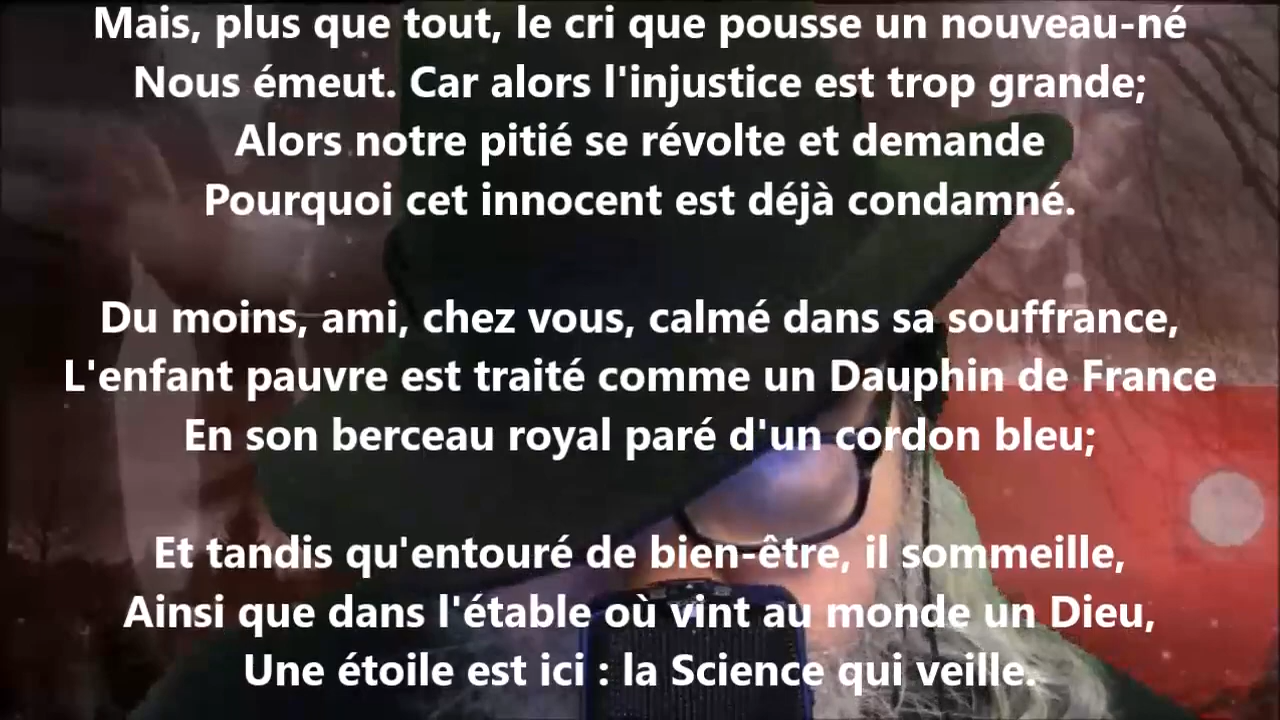 Mais, plus que tout, le cri que pousse un nouveau-né
Nous émeut. Car alors l'injustice est trop grande;
Alors notre pitié se révolte et demande
Pourquoi cet innocent est déjà condamné.
Du moins, ami, chez vous, calmé dans sa souffrance,
L'enfant pauvre est traité comme un Dauphin de France
En son berceau royal paré d'un cordon bleu;
Et tandis qu'entouré de bien-être, il sommeille,
Ainsi que dans l'étable où vint au monde un Dieu,
Une étoile est ici : la Science qui veille.